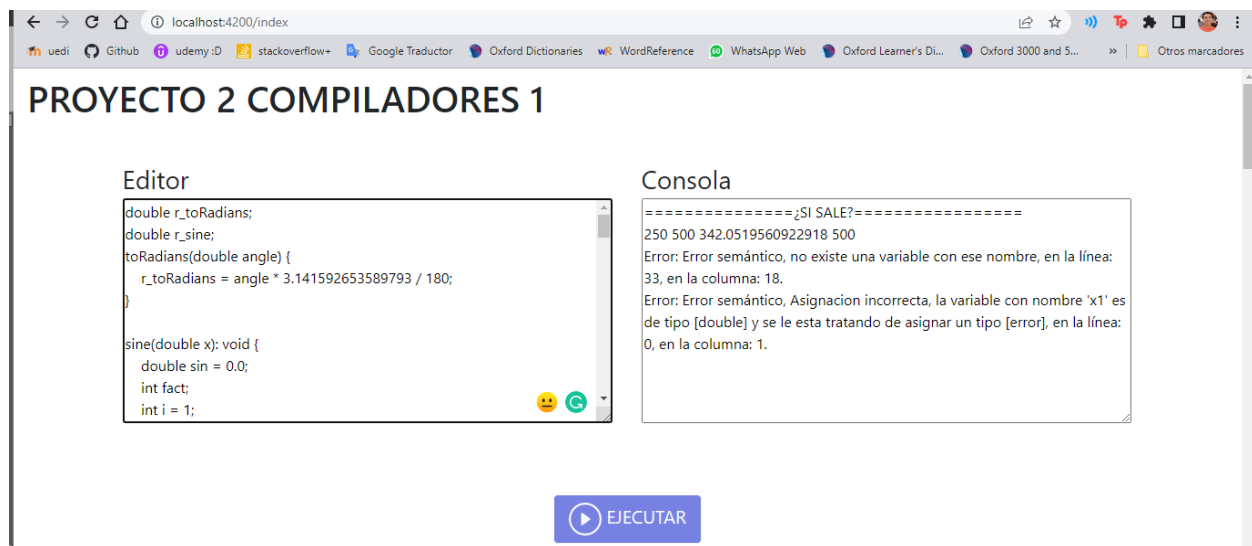 localhost:4200/index
uedi Github udemy :D stackoverflow+ Google Traductor Oxford Dictionaries WR WordReference 60 WhatsApp Web Oxford Learner's Di... Oxford 3000 and 5... » Otros marcadores
PROYECTO 2 COMPILADORES 1
Editor
double r_toRadians;
double r_sine;
toRadians(double angle) {
r_toRadians = angle * 3.141592653589793 / 180;
}
sine(double x): void {
double sin = 0.0;
int fact;
int i = 1;
Consola
===============¿SI SALE?=================
250 500 342.0519560922918 500
Error: Error semántico, no existe una variable con ese nombre, en la línea:
33, en la columna: 18.
Error: Error semántico, Asignacion incorrecta, la variable con nombre 'x1' es
de tipo [double] y se le esta tratando de asignar un tipo [error], en la línea:
0, en la columna: 1.
EJECUTAR